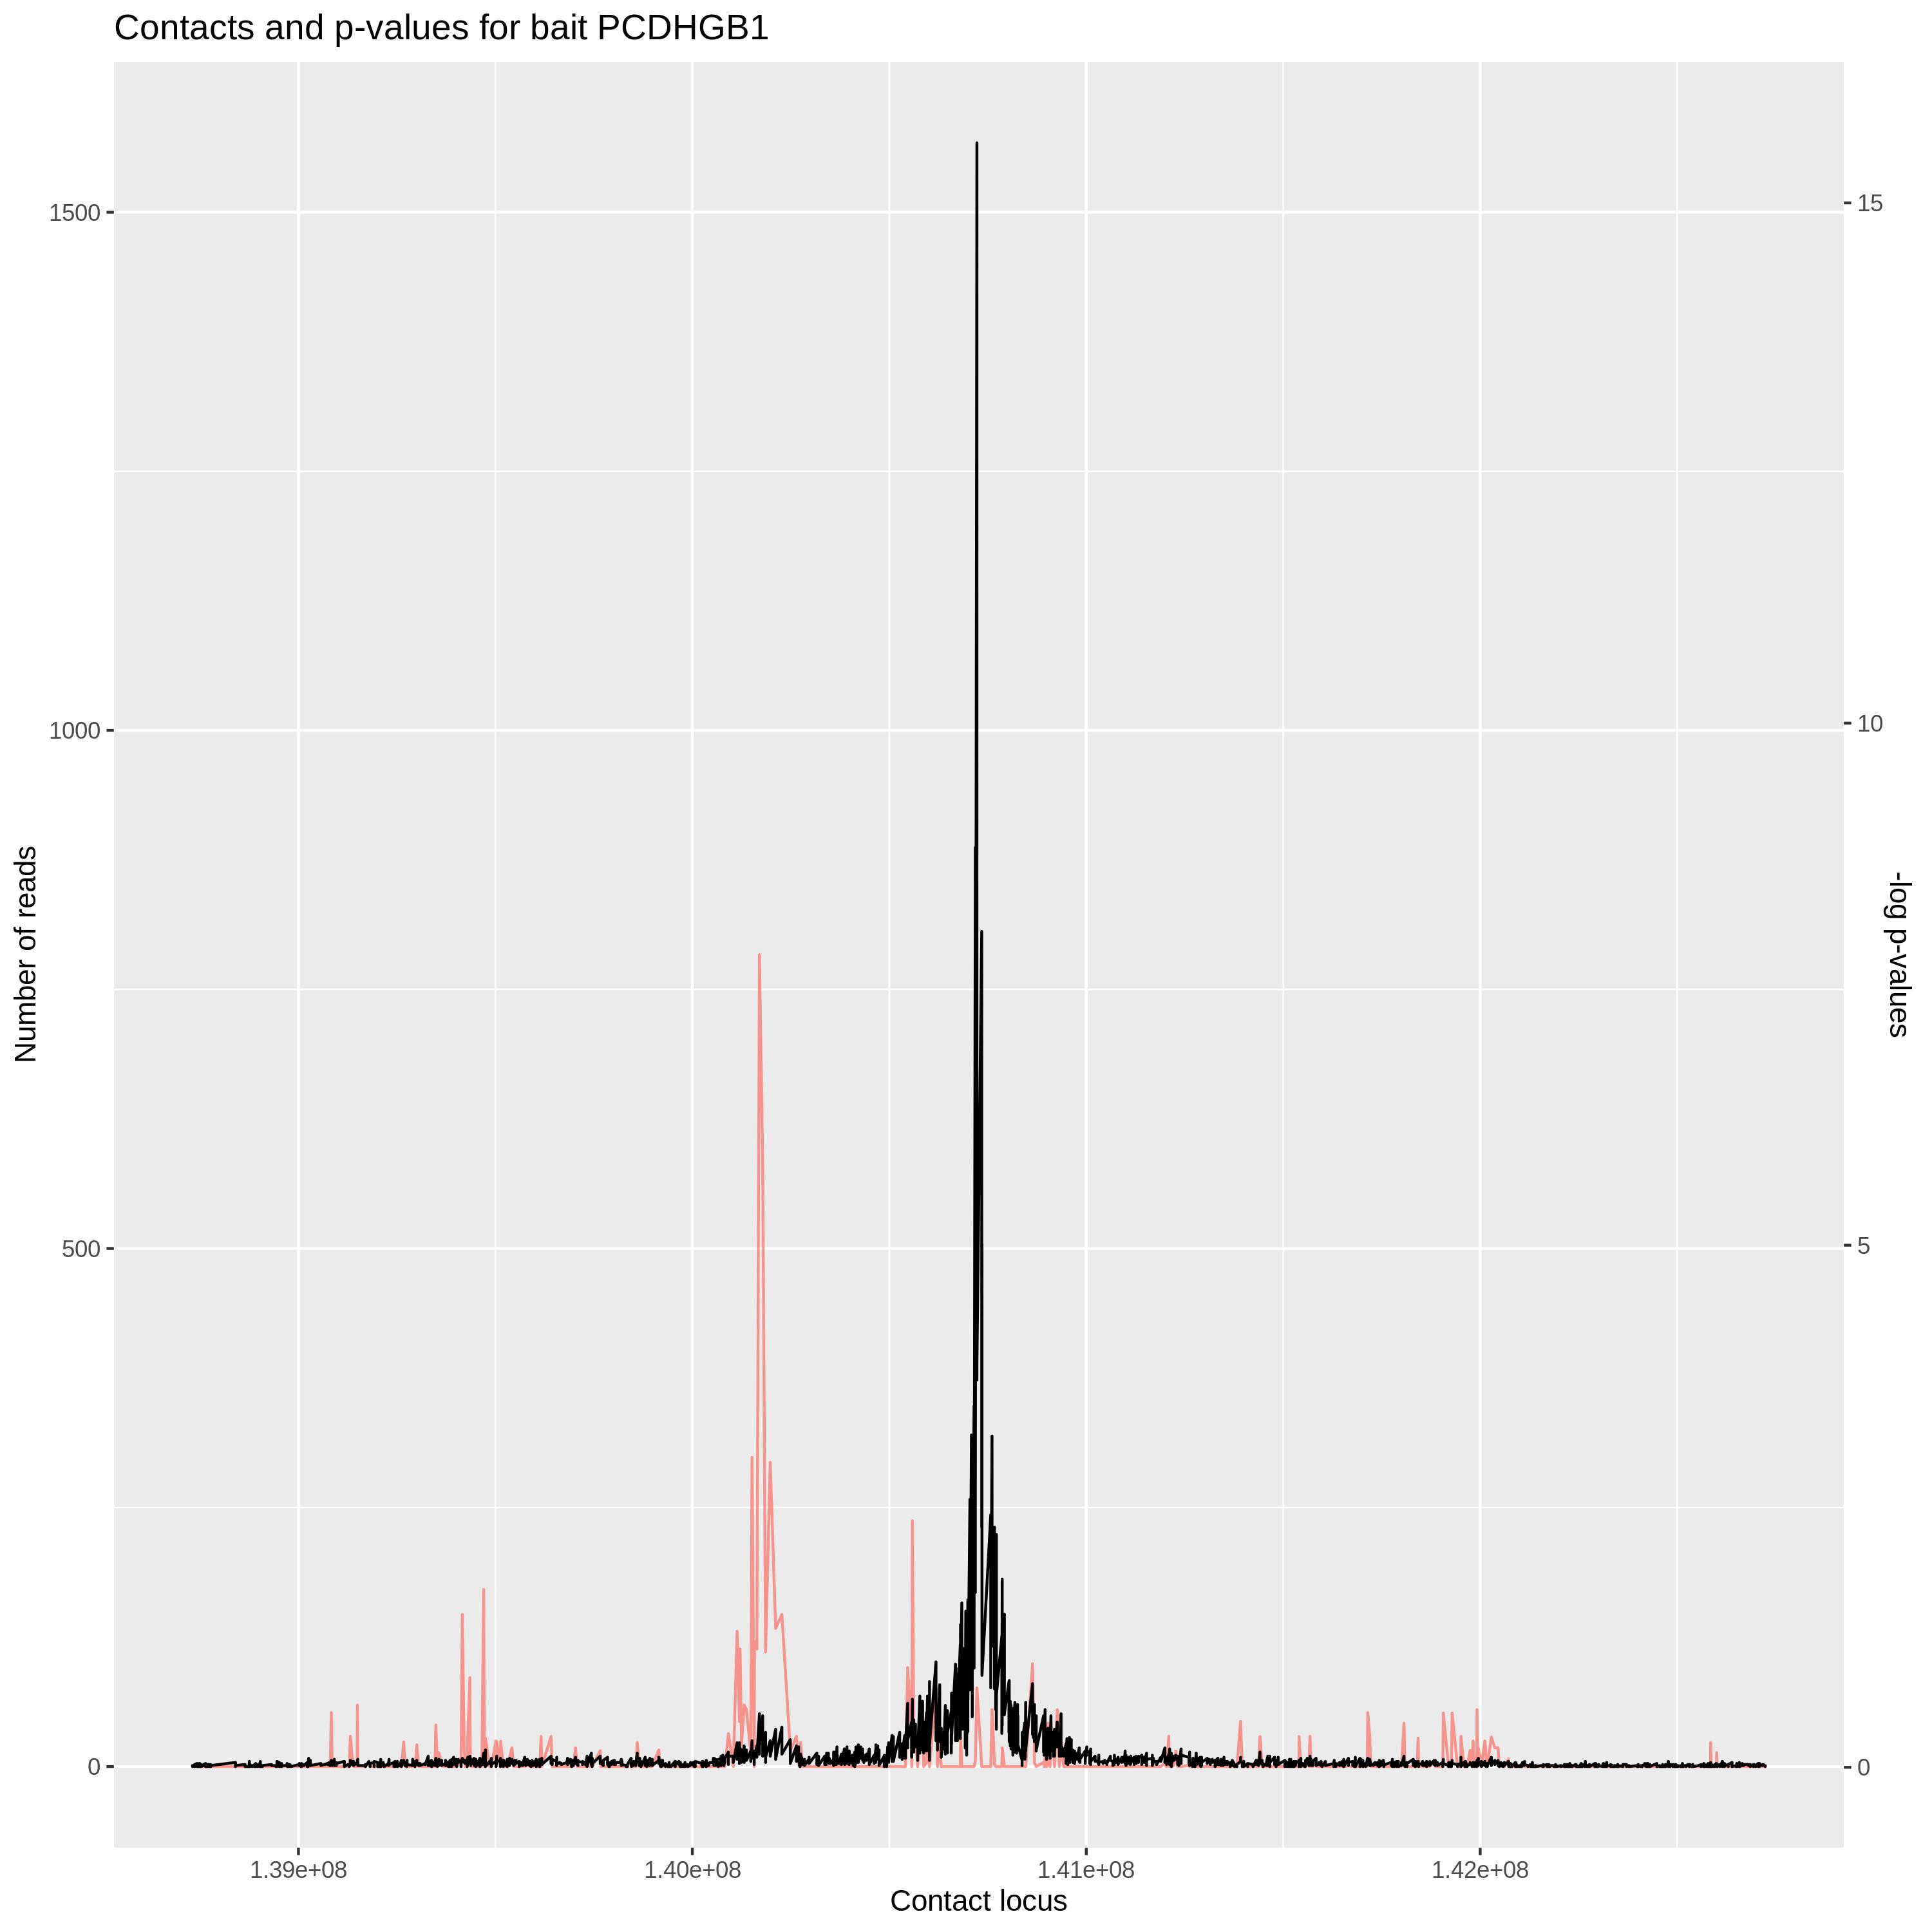 Contacts and p-values for bait PCDHGB1
1500
1000
500
0
15
10
5
0
Number of reads
-log p-values
1.39e+08
1.40e+08
1.41e+08
1.42e+08
Contact locus